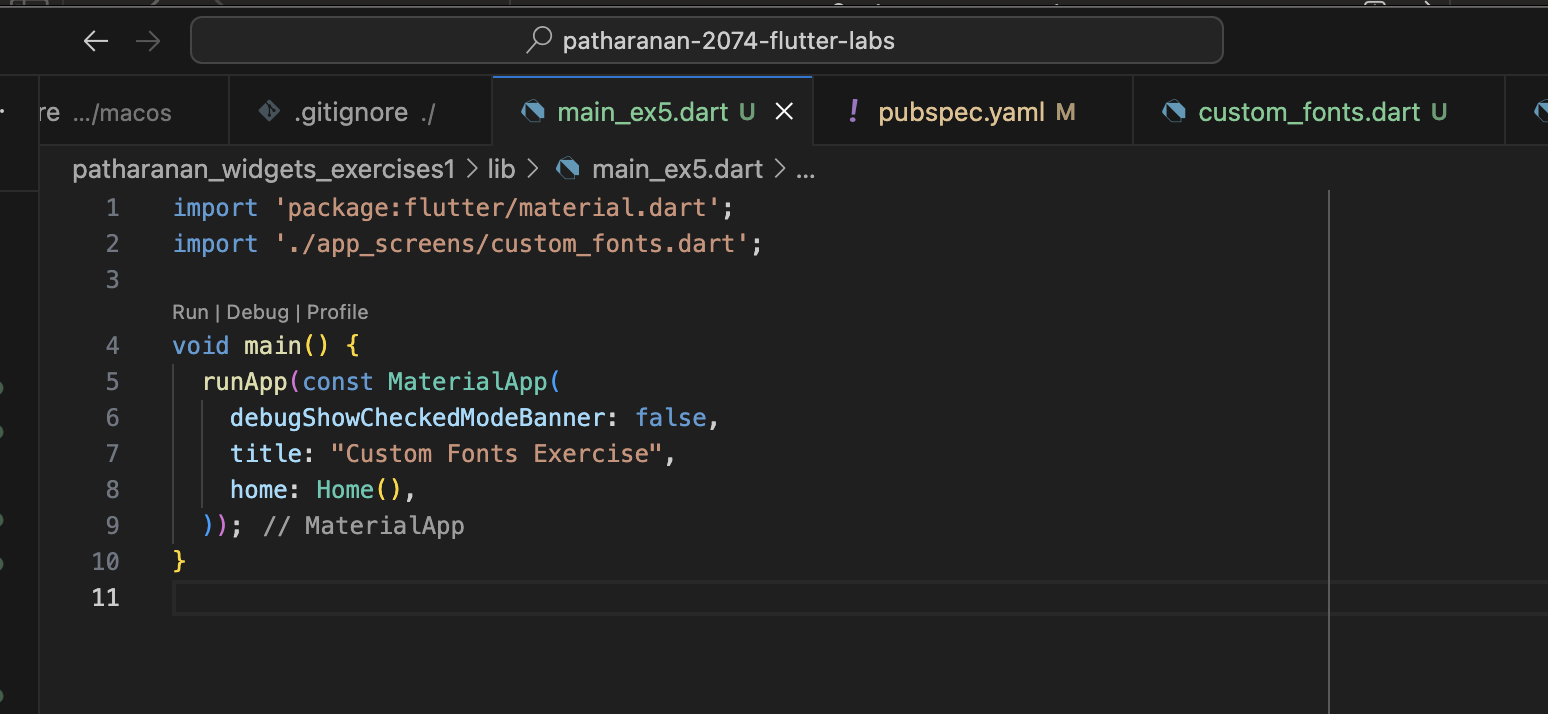 patharanan-2074-flutter-labs
re .../macos
.gitignore ./
main_ex5.dart U
! pubspec.yaml M
custom_fonts.dart U
patharanan_widgets_exercises1 > lib > main_ex5.dart > ...
1 import 'package:flutter/material.dart';
2 import './app_screens/custom_fonts.dart';
3
Run | Debug | Profile
4 void main() {
5 runApp(const MaterialApp(
6 debugShowCheckedModeBanner: false,
7 title: "Custom Fonts Exercise",
8 home: Home(),
9 )); // MaterialApp
10 }
11